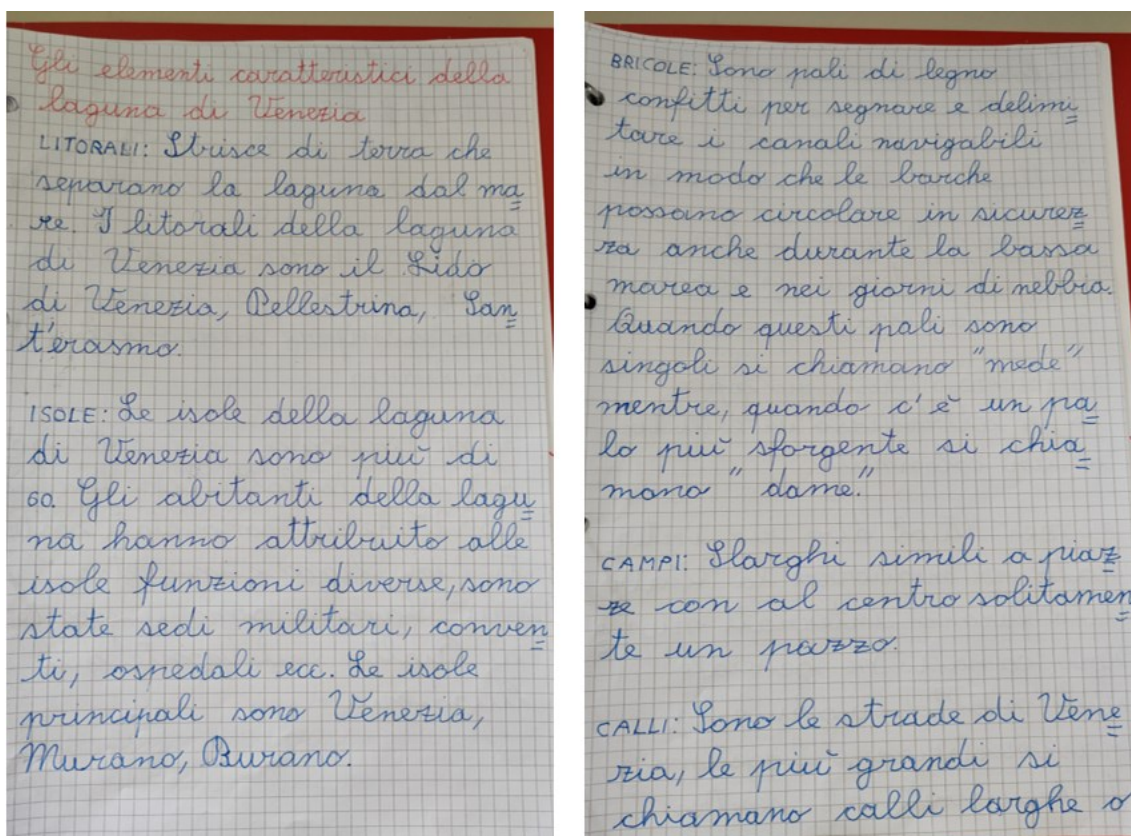 Gli elementi caratteristici della
laguna di Venezia
LITORALI: Strisce di terra che
separano la laguna dal ma=
re. I litorali della laguna
di Venezia sono il Lido
di Venezia, Pellestrina, San=
t'erasmo.
ISOLE: Le isole della laguna
di Venezia sono più di
60. Gli abitanti della lagu=
na hanno attribuito alle
isole funzioni diverse, sono
state sedi militari, conven=
ti, ospedali ecc. Le isole
principali sono Venezia,
Murano, Burano.
BRICOLE: Sono pali di legno
confitti per segnare e delimi=
tare i canali navigabili
in modo che le barche
possano circolare in sicurez=
za anche durante la bassa
marea e nei giorni di nebbia.
Quando questi pali sono
singoli si chiamano "mede"
mentre, quando c'è un pa=
lo più sporgente si chia=
mano "dame."
CAMPI: Slarghi simili a piaz=
ze con al centro solitamen=
te un pozzo.
CALLI: Sono le strade di Vene=
zia, le più grandi si
chiamano calli larghe o